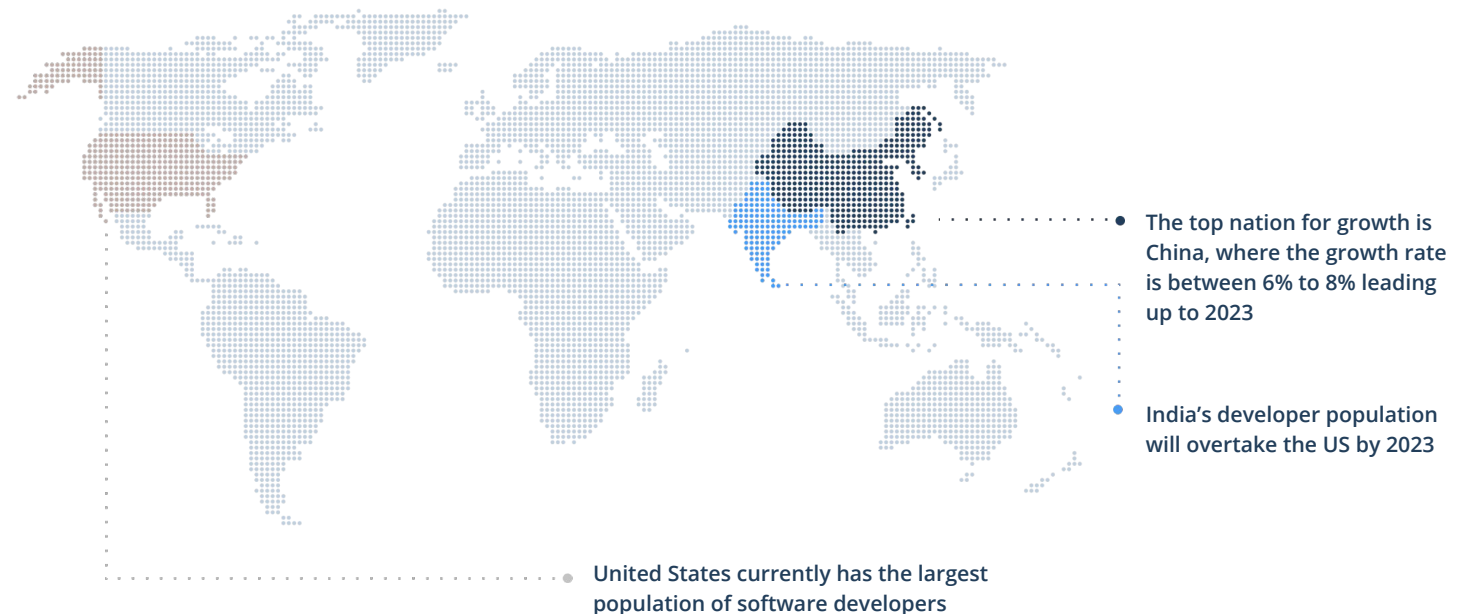 The top nation for growth is
China, where the growth rate
is between 6% to 8% leading
up to 2023
India’s developer population
will overtake the US by 2023
United States currently has the largest
population of software developers